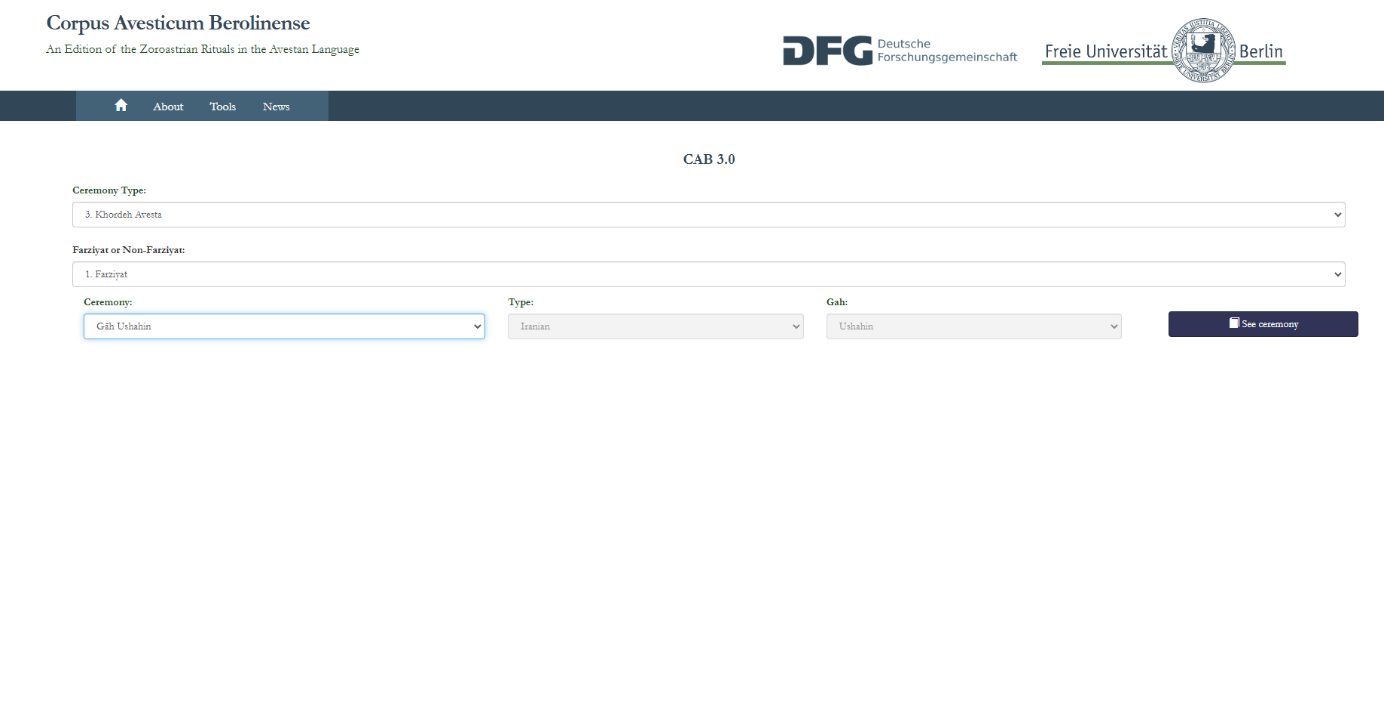 Corpus Avesticum Berolinense
An Edition of the Zoroastrian Rituals in the Avestan Language
DFG Deutsche Forschungsgemeinschaft
Freie Universität Berlin
About Tools News
CAB 3.0
Ceremony Type:
3. Khordeh Avesta
Farziyat or Non-Farziyat:
1. Farziyat
Ceremony: Type: Gah:
Gāh Ushahin Iranian Ushahin See ceremony